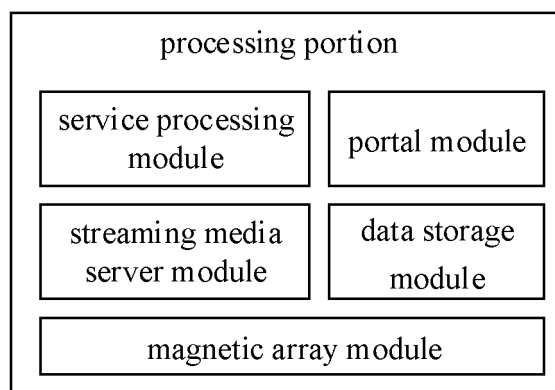 processing portion
service processing
module
portal module
streaming media
server module
data storage
module
magnetic array module